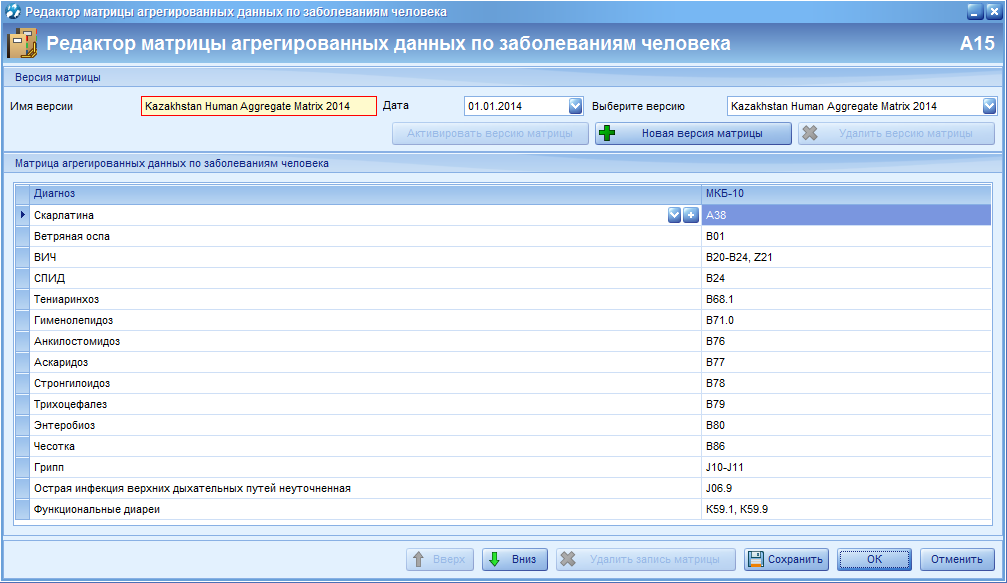 Редактор матрицы агрегированных данных по заболеваниям человека
Редактор матрицы агрегированных данных по заболеваниям человека A15
Версия матрицы
Имя версии Kazakhstan Human Aggregate Matrix 2014 Дата 01.01.2014 Выберите версию Kazakhstan Human Aggregate Matrix 2014
Активировать версию матрицы Новая версия матрицы Удалить версию матрицы
Матрица агрегированных данных по заболеваниям человека
Диагноз МКБ-10
Скарлатина A38
Ветряная оспа B01
ВИЧ B20-B24, Z21
СПИД B24
Тениаринхоз B68.1
Гименолепидоз B71.0
Анкилостомидоз B76
Аскаридоз B77
Стронгилоидоз B78
Трихоцефалез B79
Энтеробиоз B80
Чесотка B86
Грипп J10-J11
Острая инфекция верхних дыхательных путей неуточненная J06.9
Функциональные диареи K59.1, K59.9
Вверх Вниз Удалить запись матрицы Сохранить ОК Отменить